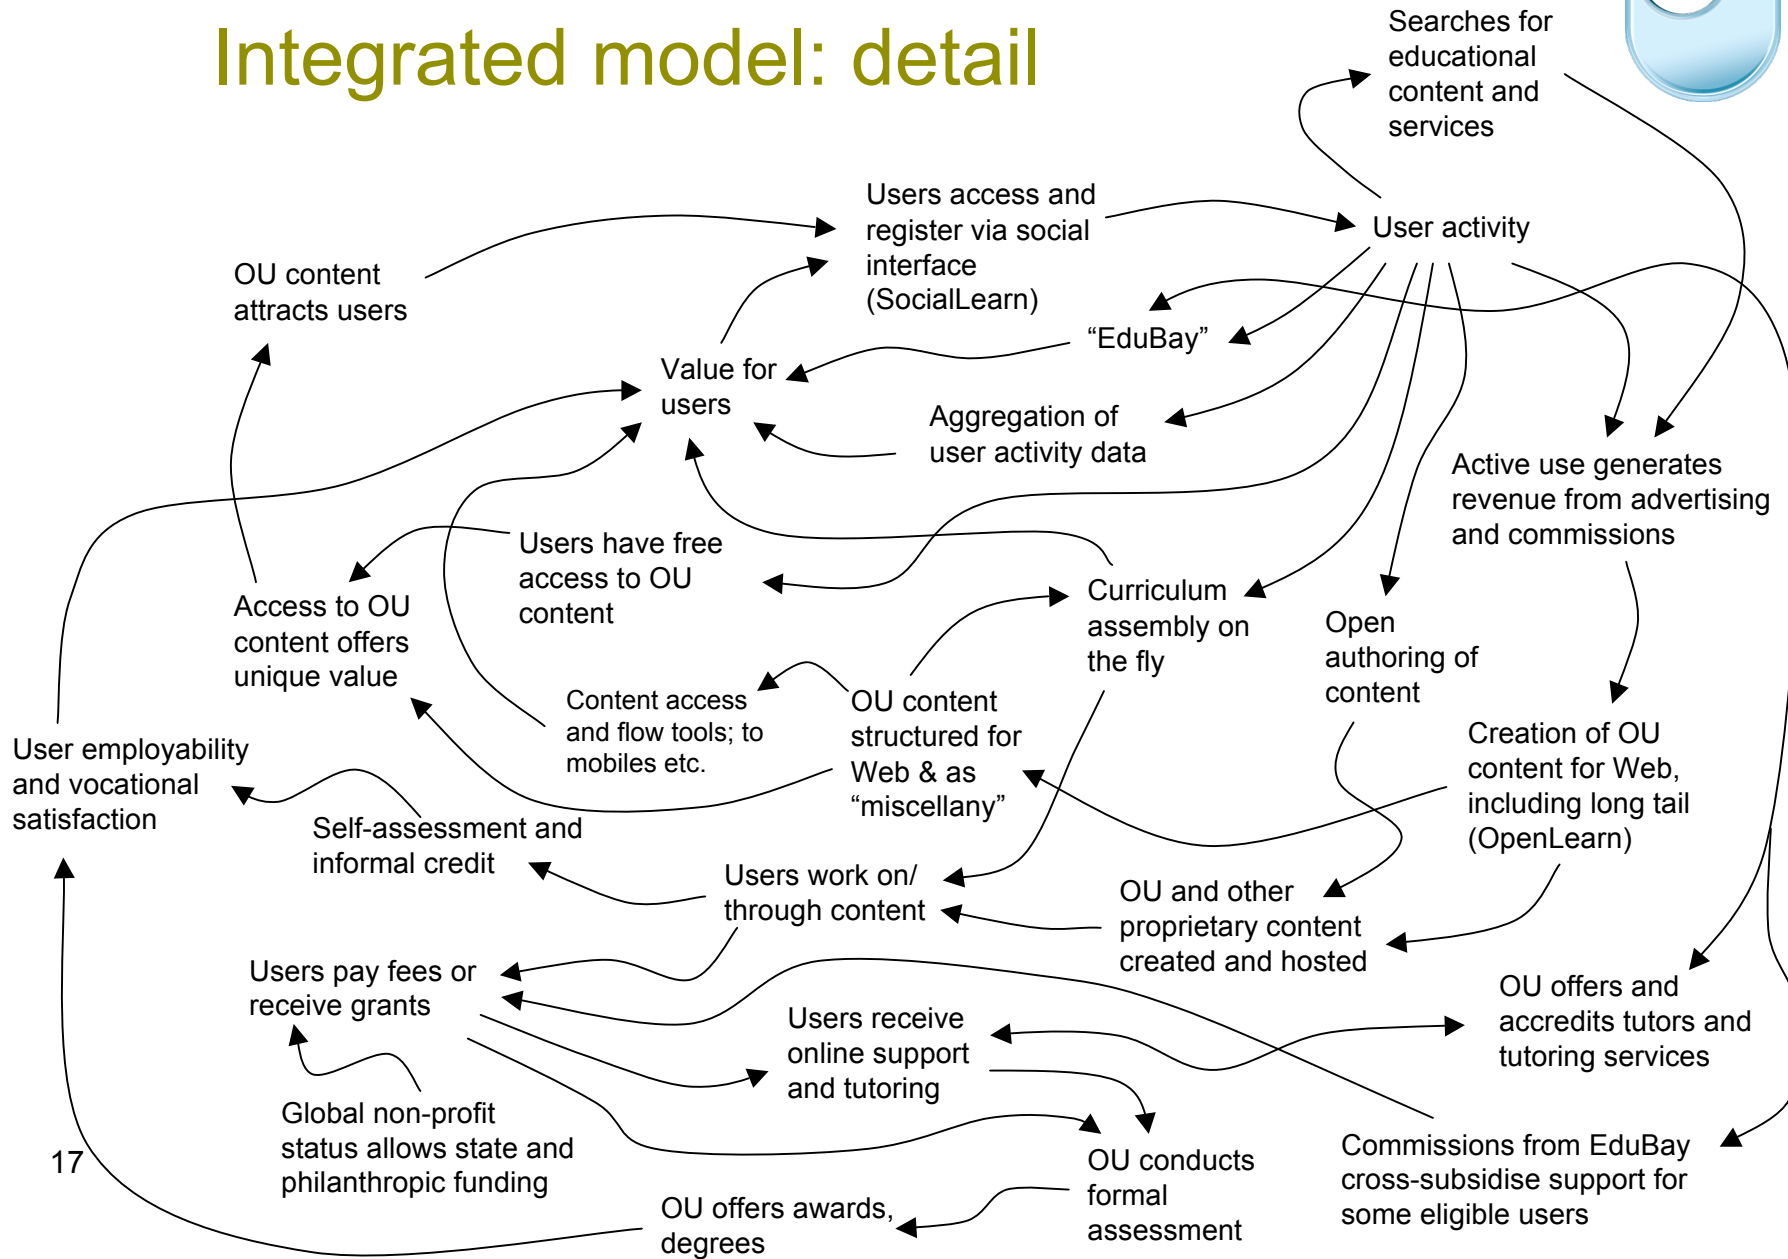 Integrated model: detail
Searches for
educational
content and
services
Users access and
register via social
interface
(SocialLearn)
User activity
OU content
attracts users
“EduBay”
Value for
users
Aggregation of
user activity data
Active use generates
revenue from advertising
and commissions
Users have free
access to OU
content
Access to OU
content offers
unique value
Curriculum
assembly on
the fly
Open
authoring of
content
Content access
and flow tools; to
mobiles etc.
OU content
structured for
Web & as
“miscellany”
Creation of OU
content for Web,
including long tail
(OpenLearn)
User employability
and vocational
satisfaction
Self-assessment and
informal credit
Users work on/
through content
OU and other
proprietary content
created and hosted
Users pay fees or
receive grants
OU offers and
accredits tutors and
tutoring services
Users receive
online support
and tutoring
Global non-profit
status allows state and
philanthropic funding
17
OU conducts
formal
assessment
Commissions from EduBay
cross-subsidise support for
some eligible users
OU offers awards,
degrees